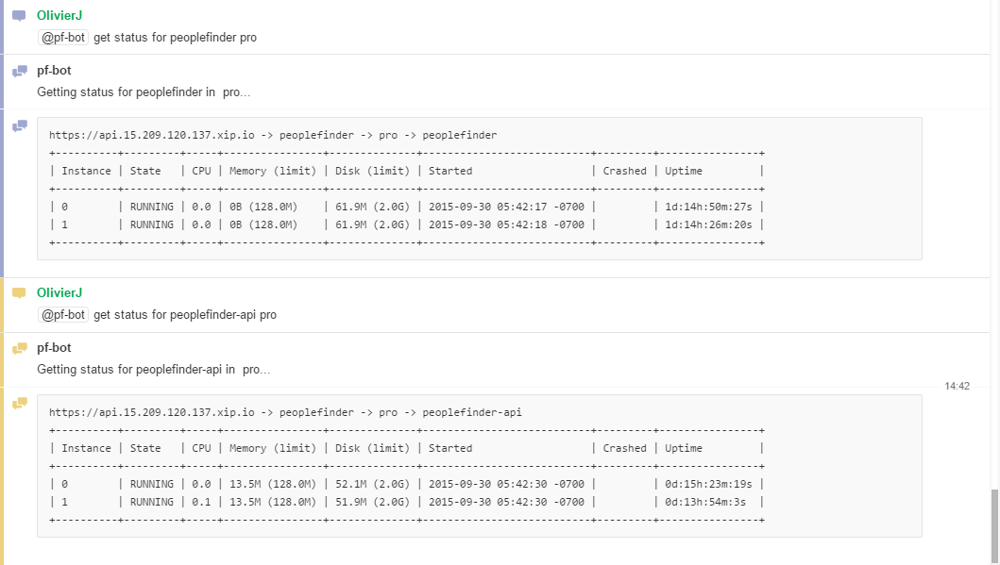 OlivierJ
@pf-bot get status for peoplefinder pro
pf-bot
Getting status for peoplefinder in  pro...
https://api.15.209.120.137.xip.io -> peoplefinder -> pro -> peoplefinder
+----------+---------+-----+----------------+--------------+---------------------------+---------+----------------+
| Instance | State   | CPU | Memory (limit) | Disk (limit) | Started                   | Crashed | Uptime         |
+----------+---------+-----+----------------+--------------+---------------------------+---------+----------------+
| 0        | RUNNING | 0.0 | 0B (128.0M)    | 61.9M (2.0G) | 2015-09-30 05:42:17 -0700 |         | 1d:14h:50m:27s |
| 1        | RUNNING | 0.0 | 0B (128.0M)    | 61.9M (2.0G) | 2015-09-30 05:42:18 -0700 |         | 1d:14h:26m:20s |
+----------+---------+-----+----------------+--------------+---------------------------+---------+----------------+
OlivierJ
@pf-bot get status for peoplefinder-api pro
pf-bot
Getting status for peoplefinder-api in  pro...
14:42
https://api.15.209.120.137.xip.io -> peoplefinder -> pro -> peoplefinder-api
+----------+---------+-----+----------------+--------------+---------------------------+---------+----------------+
| Instance | State   | CPU | Memory (limit) | Disk (limit) | Started                   | Crashed | Uptime         |
+----------+---------+-----+----------------+--------------+---------------------------+---------+----------------+
| 0        | RUNNING | 0.0 | 13.5M (128.0M) | 52.1M (2.0G) | 2015-09-30 05:42:30 -0700 |         | 0d:15h:23m:19s |
| 1        | RUNNING | 0.1 | 13.5M (128.0M) | 51.9M (2.0G) | 2015-09-30 05:42:30 -0700 |         | 0d:13h:54m:3s  |
+----------+---------+-----+----------------+--------------+---------------------------+---------+----------------+